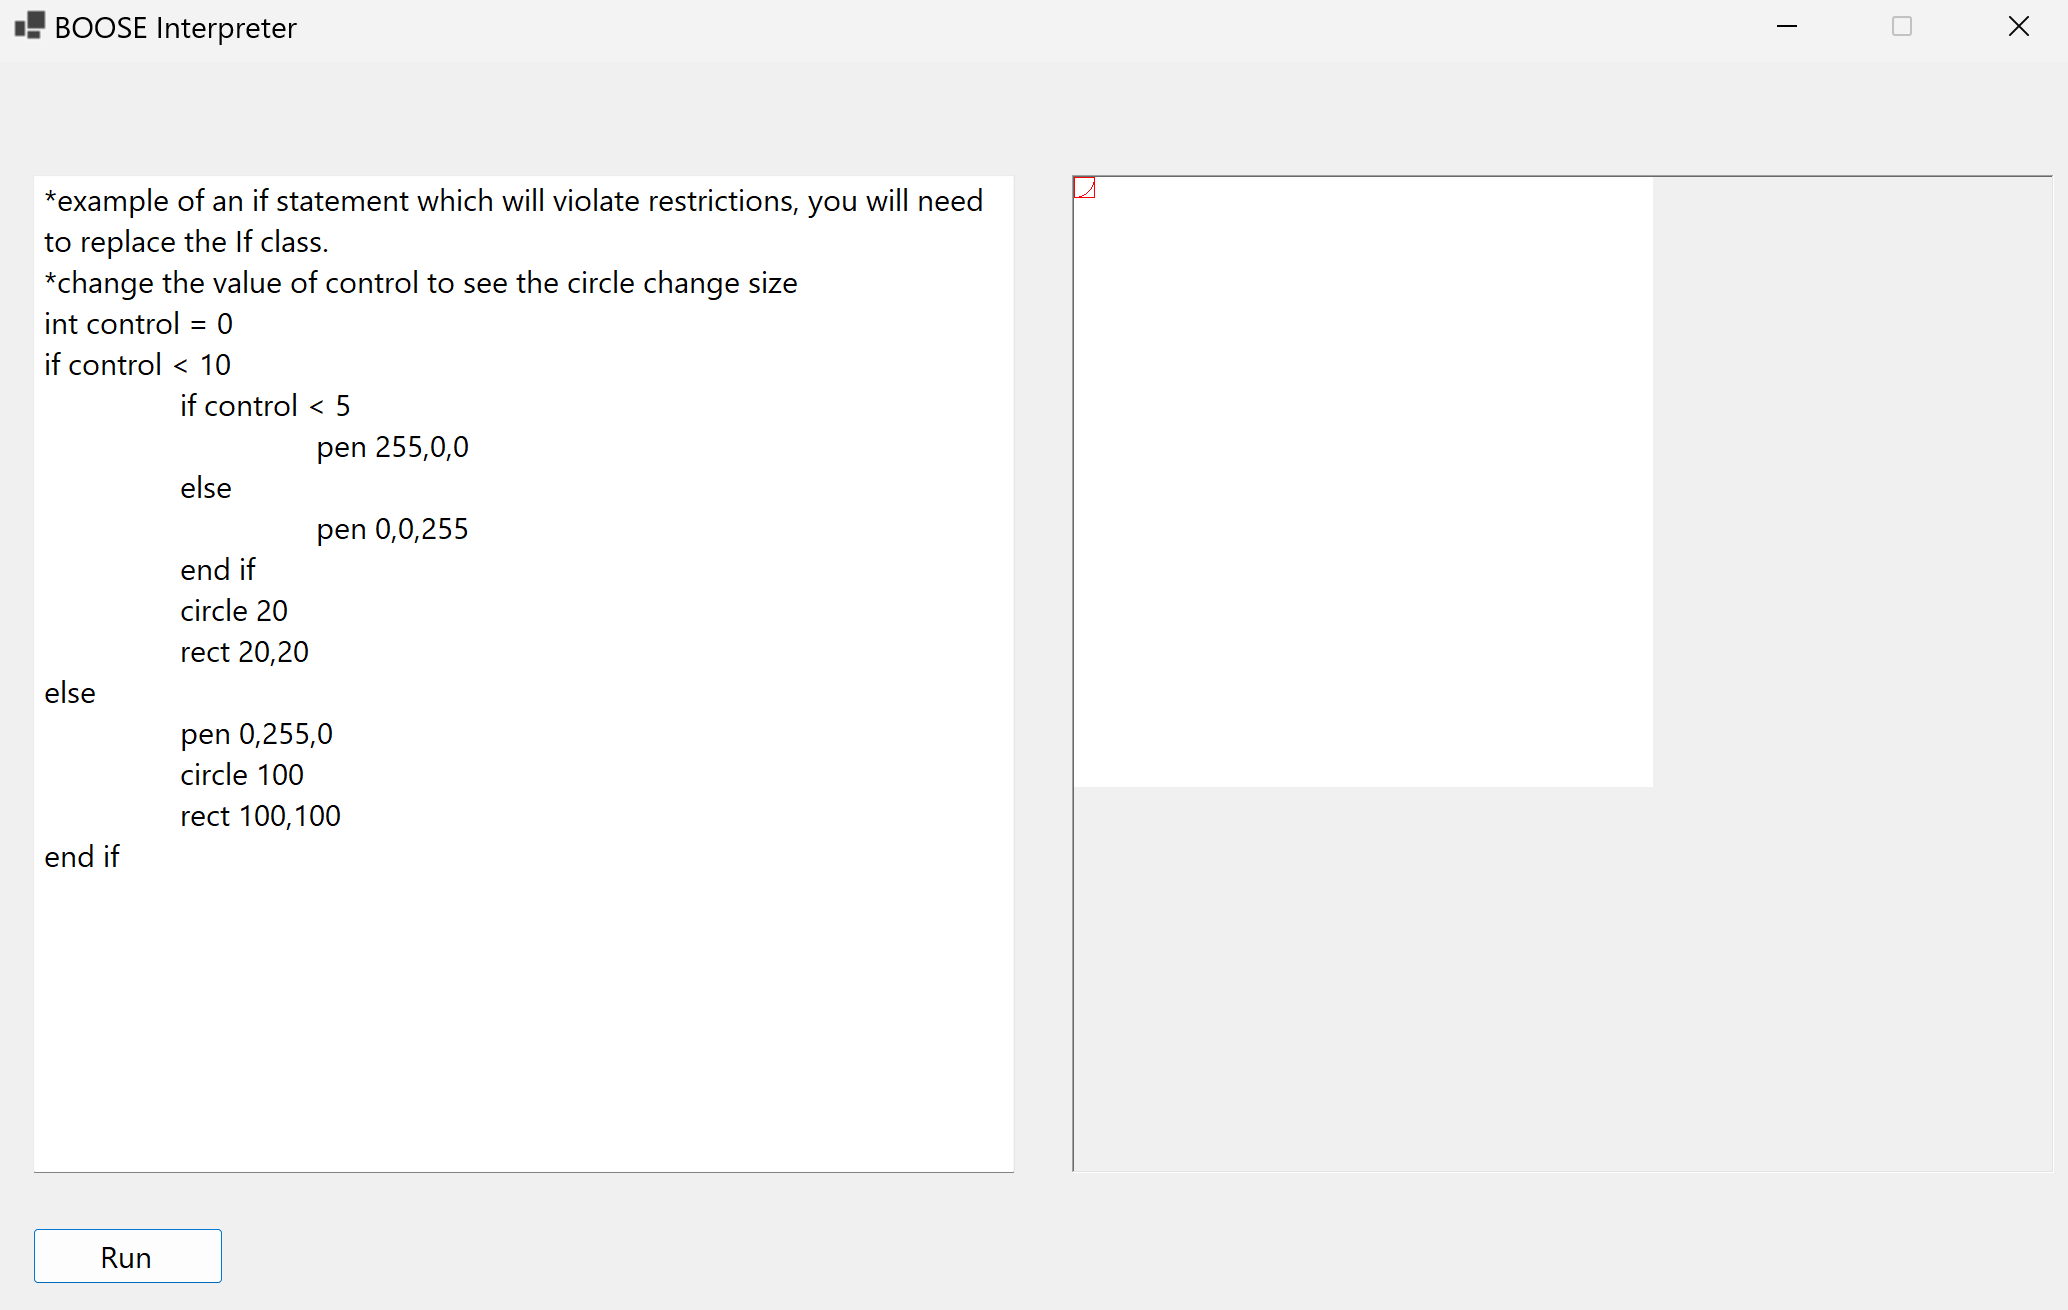 BOOSE Interpreter
*example of an if statement which will violate restrictions, you will need
to replace the If class.
*change the value of control to see the circle change size
int control = 0
if control < 10
if control < 5
pen 255,0,0
else
pen 0,0,255
end if
circle 20
rect 20,20
else
pen 0,255,0
circle 100
rect 100,100
end if
Run